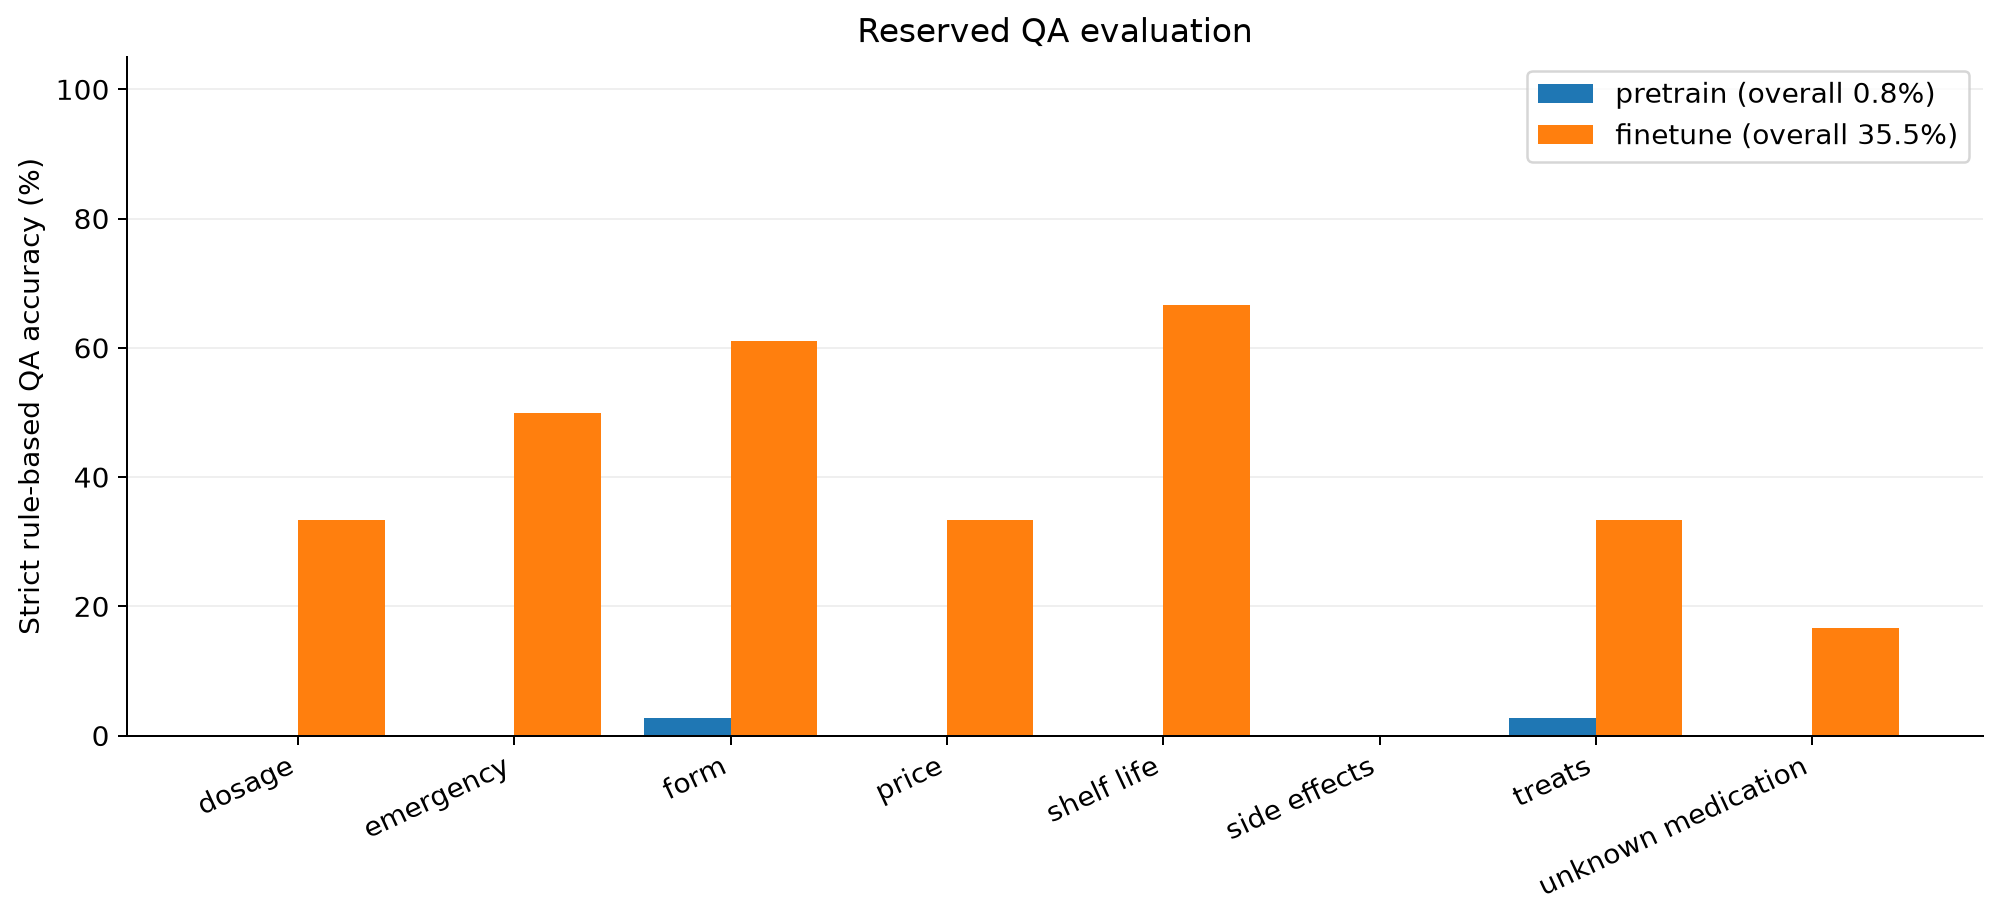 Reserved QA evaluation
Strict rule-based QA accuracy (%)
100
80
60
40
20
0
pretrain (overall 0.8%)
finetune (overall 35.5%)
dosage
emergency
form
price
shelf life
side effects
treats
unknown medication